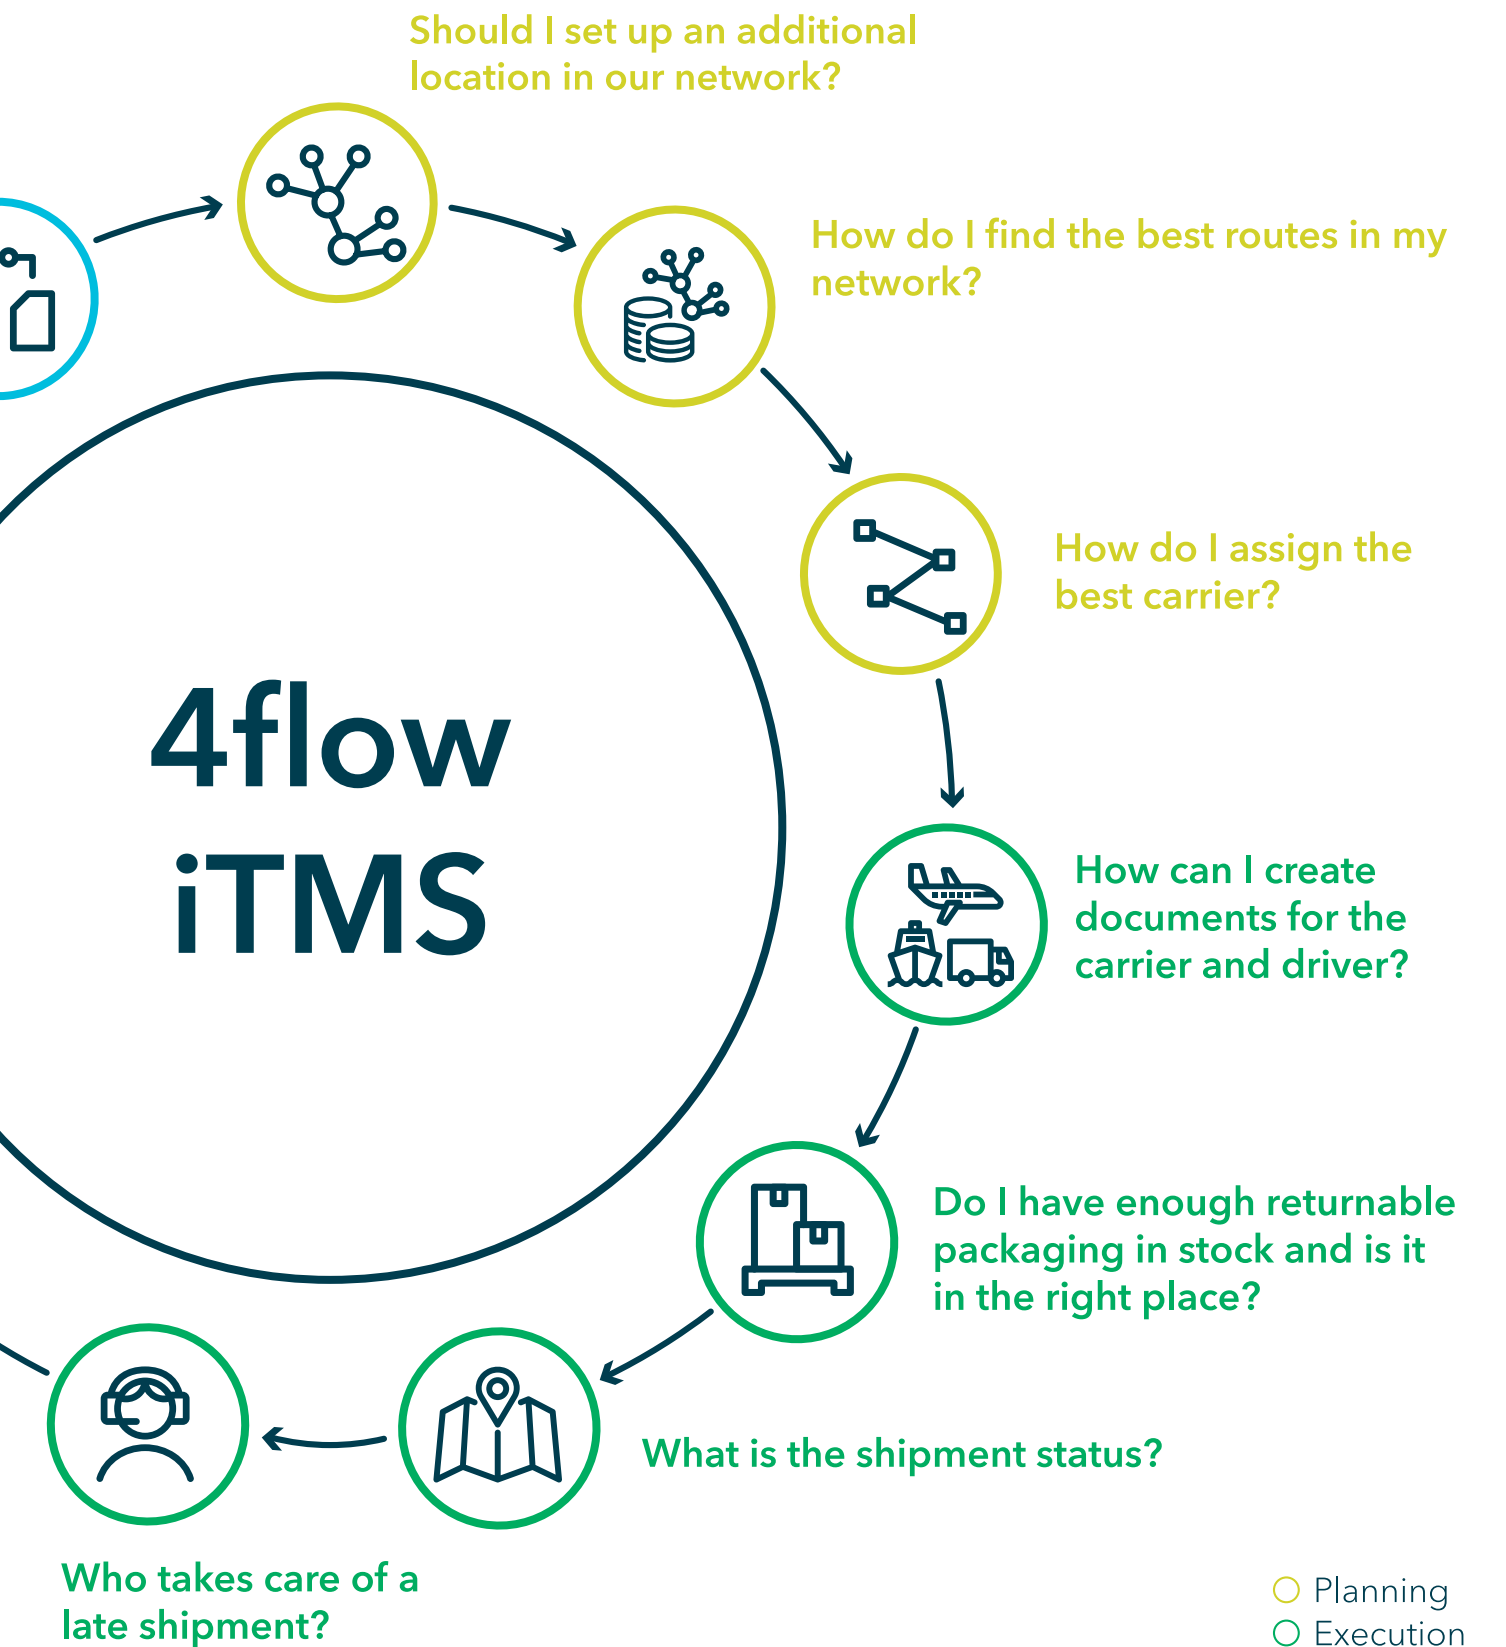 Should I set up an additional
location in our network?
How do I find the best routes in my
network?
How do I assign the
best carrier?
4flow
iTMS
How can I create
documents for the
carrier and driver?
Do I have enough returnable
packaging in stock and is it
in the right place?
What is the shipment status?
Who takes care of a
late shipment?
Planning
Execution